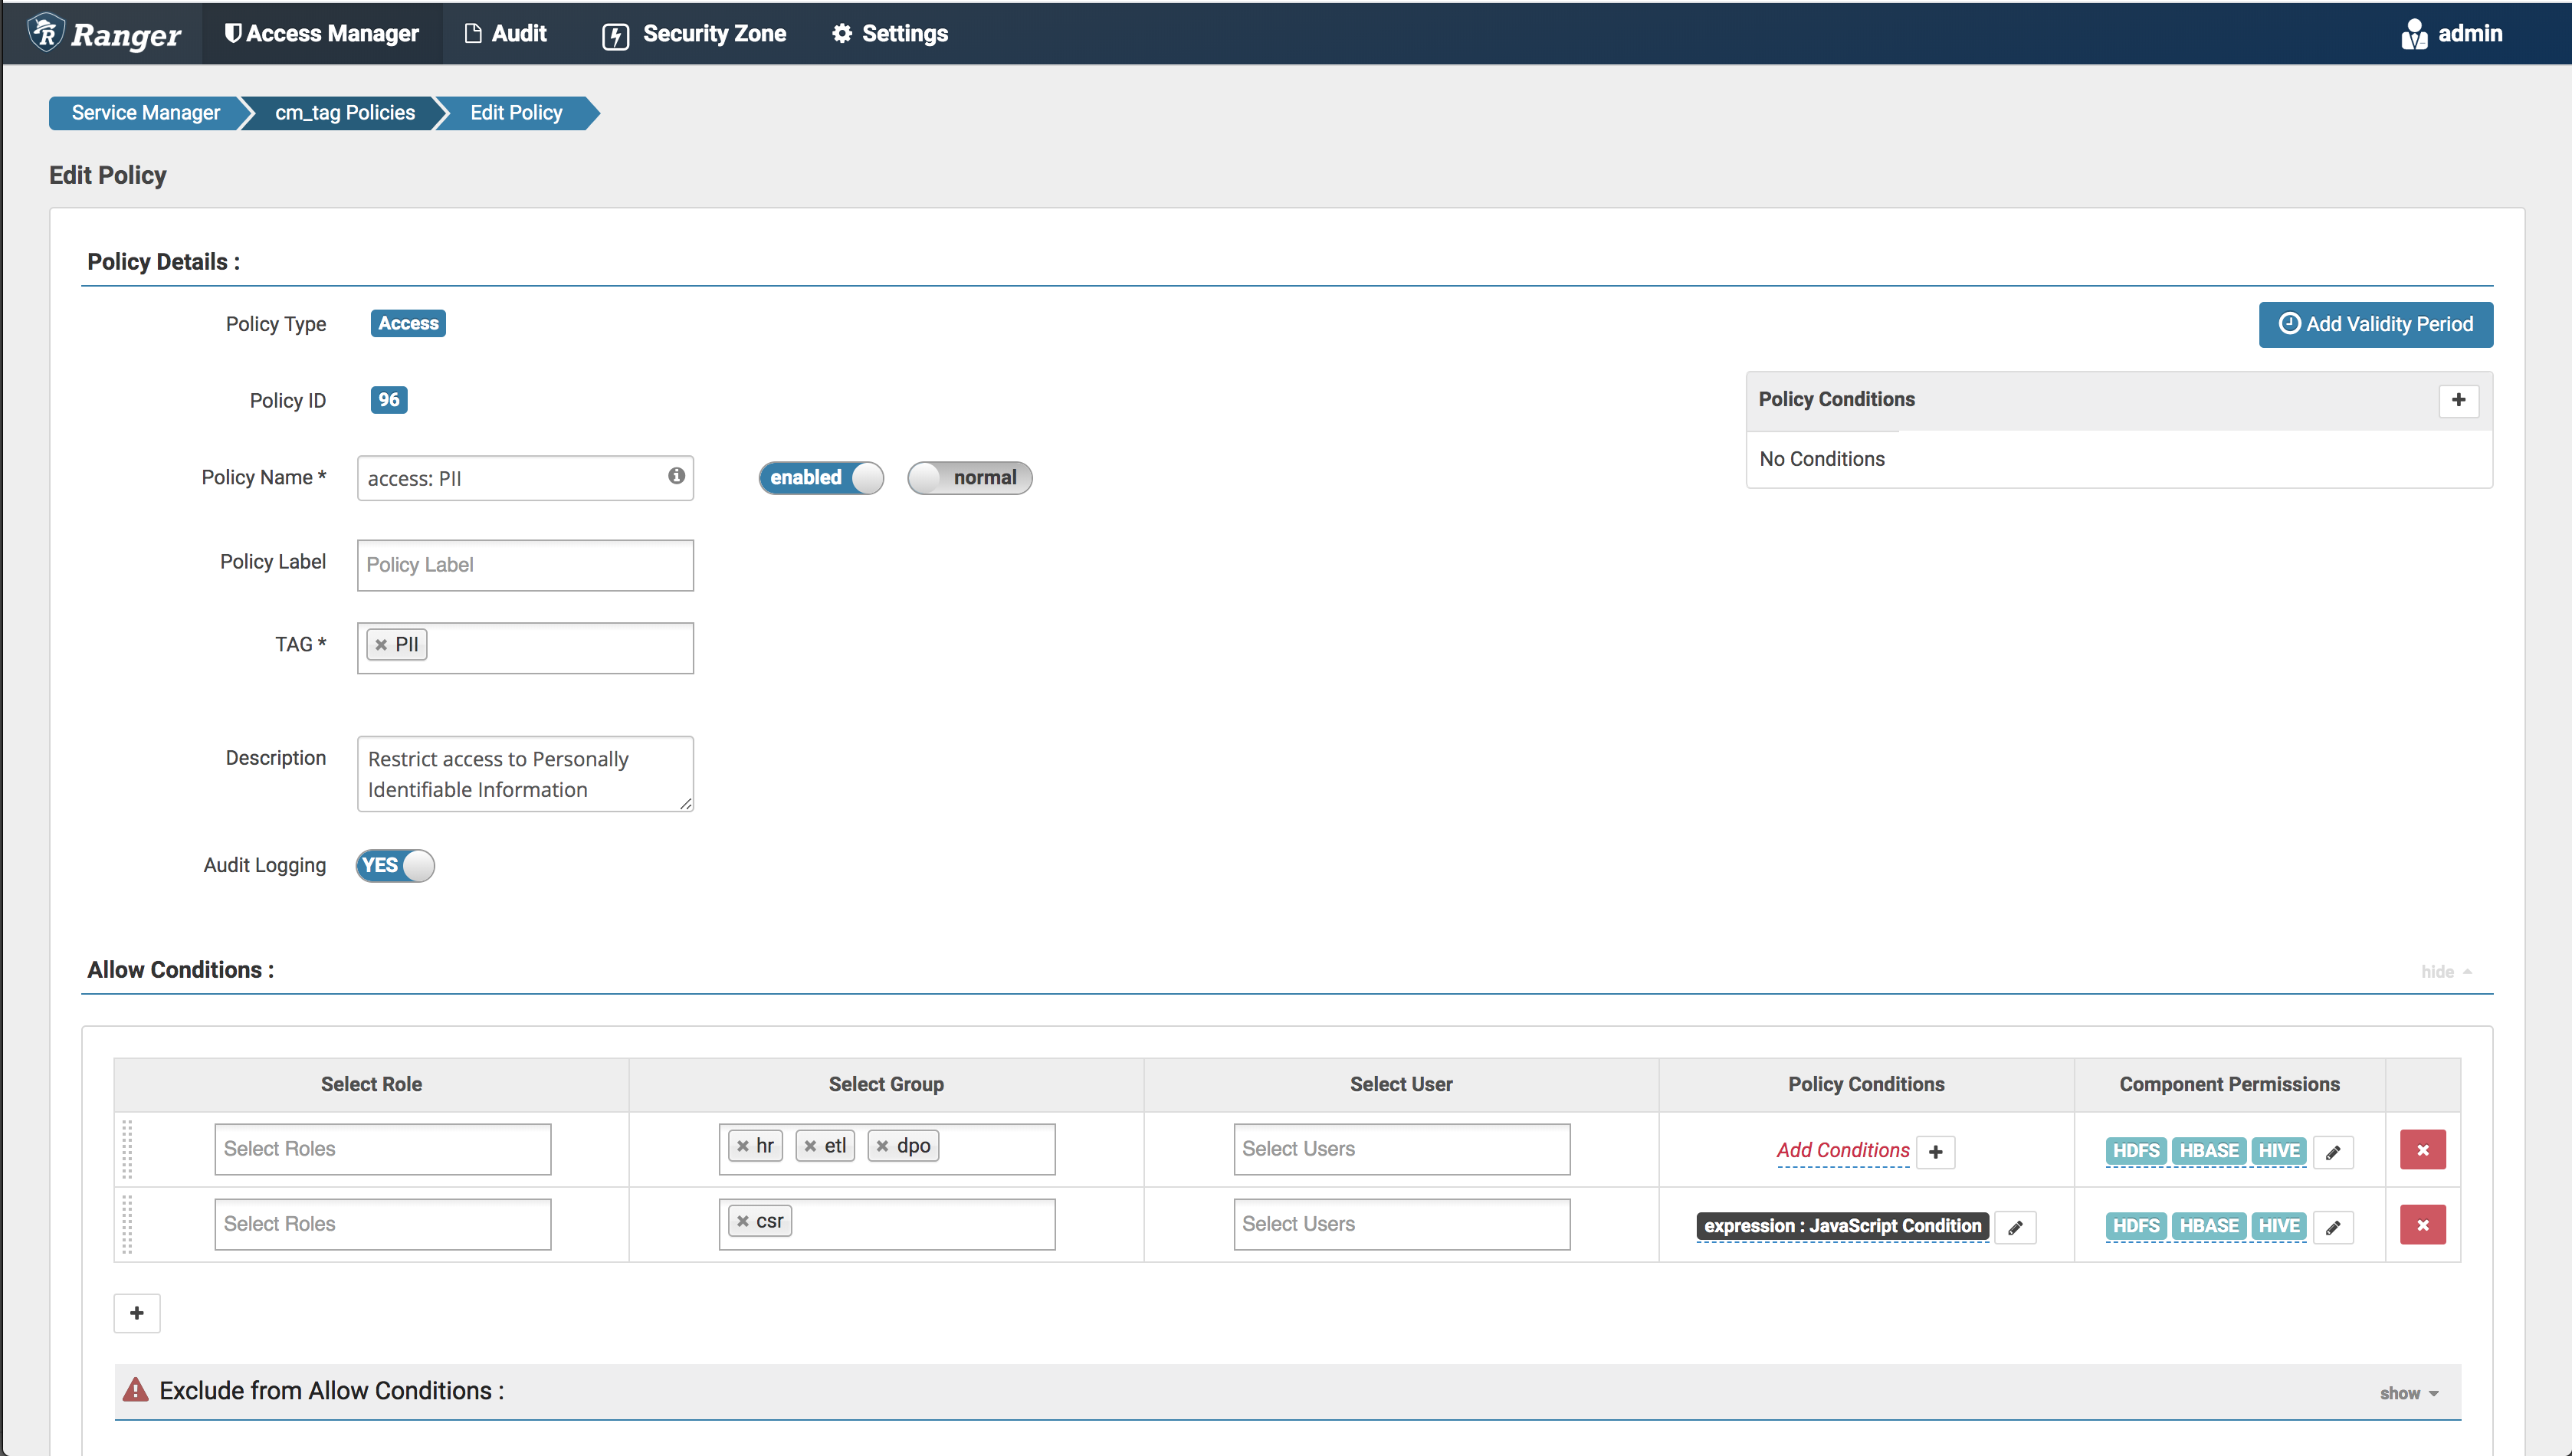 Ranger Access Manager Audit Security Zone Settings admin
Service Manager cm_tag Policies Edit Policy
Edit Policy
Policy Details :
Policy Type Access Add Validity Period
Policy ID 96 Policy Conditions +
No Conditions
Policy Name * access: PII enabled normal
Policy Label Policy Label
TAG * × PII
Description Restrict access to Personally
Identifiable Information
Audit Logging YES
Allow Conditions : hide
Select Role Select Group Select User Policy Conditions Component Permissions
Select Roles × hr × etl × dpo Select Users Add Conditions + HDFS HBASE HIVE ×
Select Roles × csr Select Users expression : JavaScript Condition HDFS HBASE HIVE ×
+
Exclude from Allow Conditions : show